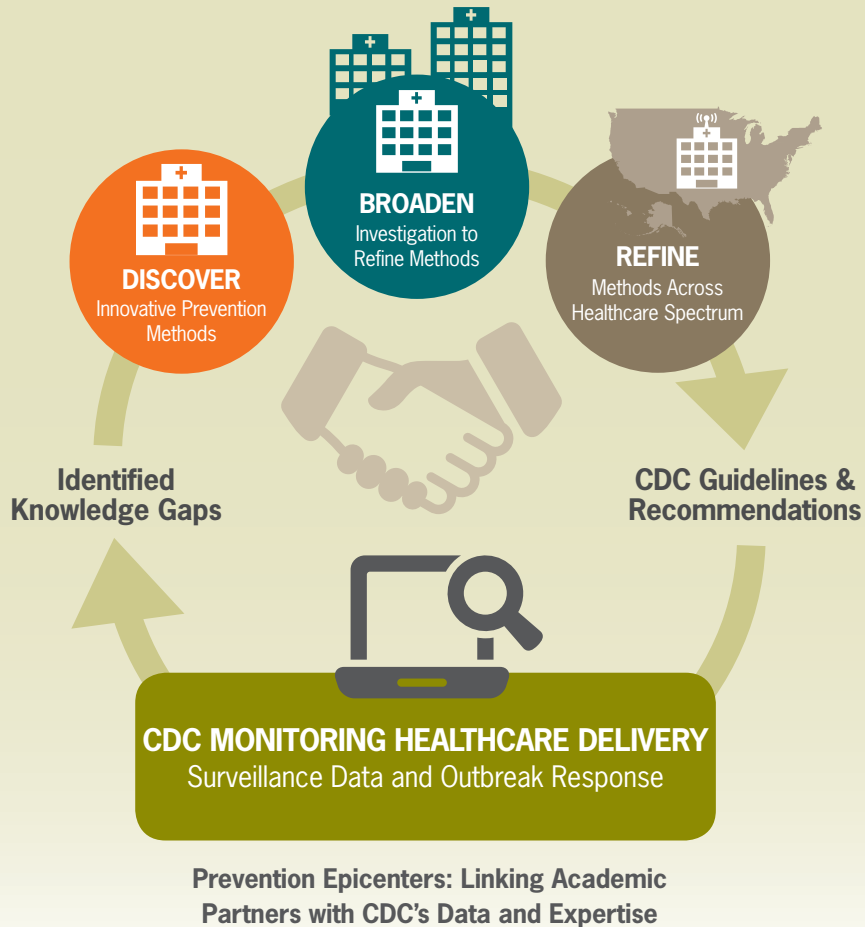 BROADEN
Investigation to
Refine Methods
DISCOVER
Innovative Prevention
Methods
REFINE
Methods Across
Healthcare Spectrum
Identified
Knowledge Gaps
CDC Guidelines &
Recommendations
CDC MONITORING HEALTHCARE DELIVERY
Surveillance Data and Outbreak Response
Prevention Epicenters: Linking Academic
Partners with CDC's Data and Expertise